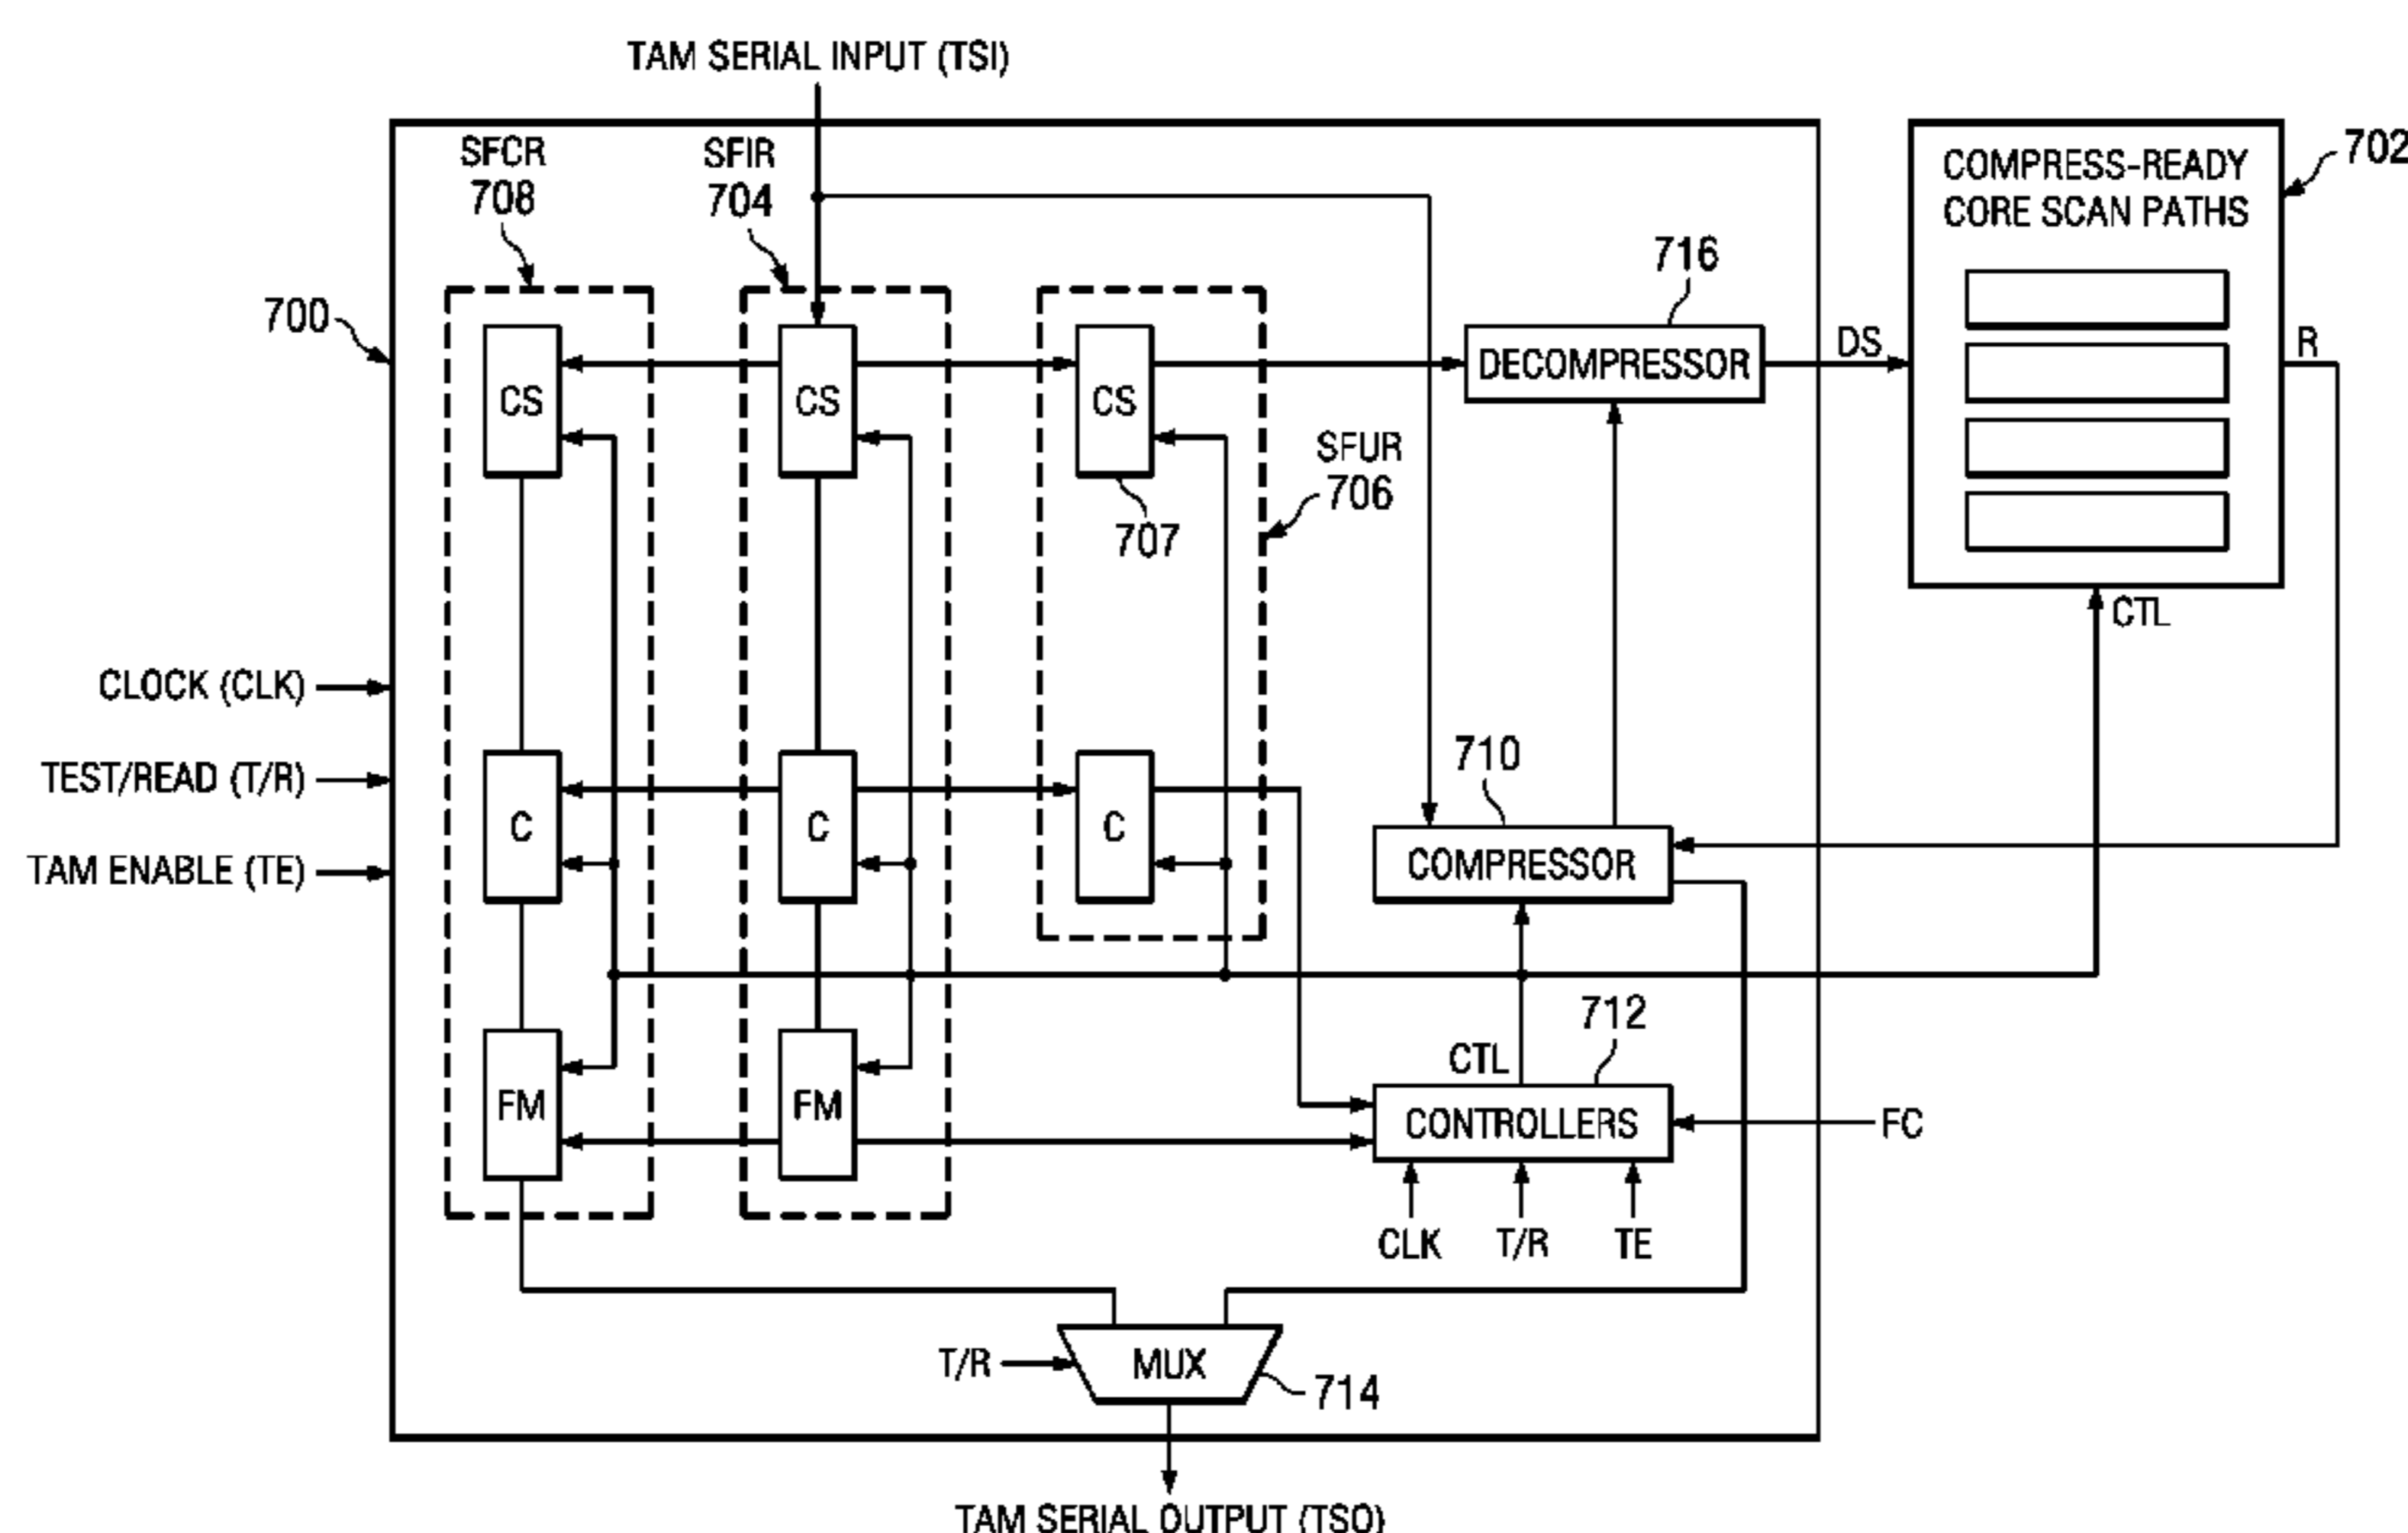 TAM SERIAL INPUT (TSI)
SFCR
708
SFIR
704
COMPRESS-READY
CORE SCAN PATHS
702
700
716
DECOMPRESSOR
DS
R
CS
CS
CS
SFUR
706
707
CTL
CLOCK (CLK)
TEST/READ (T/R)
TAM ENABLE (TE)
710
C
C
C
COMPRESSOR
712
CTL
FM
FM
CONTROLLERS
FC
CLK
T/R
TE
T/R
MUX
714
TAM SERIAL OUTPUT (TSO)